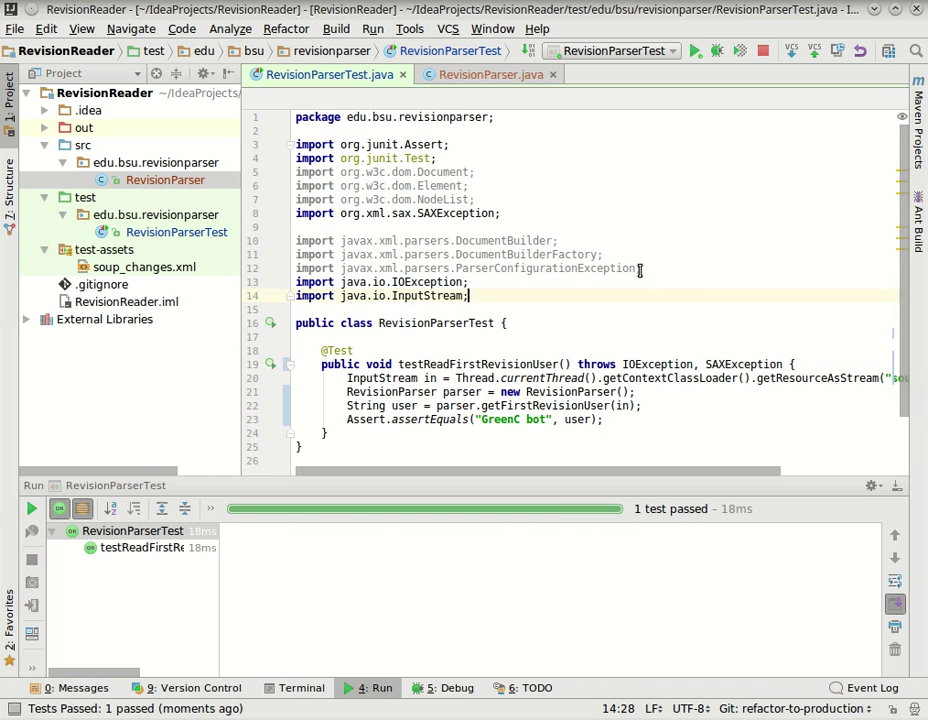 RevisionReader - [~/IdeaProjects/RevisionReader] - [RevisionReader] - ~/IdeaProjects/RevisionReader/test/edu/bsu/revisionparser/RevisionParserTest.java - I...
File Edit View Navigate Code Analyze Refactor Build Run Tools VCS Window Help
RevisionReader test edu bsu revisionparser RevisionParserTest RevisionParserTest VCS VCS
Project RevisionParserTest.java RevisionParser.java
RevisionReader ~/IdeaProjects/
.idea
out
src
edu.bsu.revisionparser
RevisionParser
test
edu.bsu.revisionparser
RevisionParserTest
test-assets
soup_changes.xml
.gitignore
RevisionReader.iml
External Libraries
1: Project
7: Structure
2: Favorites
1 package edu.bsu.revisionparser;
2
3 import org.junit.Assert;
4 import org.junit.Test;
5 import org.w3c.dom.Document;
6 import org.w3c.dom.Element;
7 import org.w3c.dom.NodeList;
8 import org.xml.sax.SAXException;
9
10 import javax.xml.parsers.DocumentBuilder;
11 import javax.xml.parsers.DocumentBuilderFactory;
12 import javax.xml.parsers.ParserConfigurationException;
13 import java.io.IOException;
14 import java.io.InputStream;
15
16 public class RevisionParserTest {
17
18 @Test
19 public void testReadFirstRevisionUser() throws IOException, SAXException {
20 InputStream in = Thread.currentThread().getContextClassLoader().getResourceAsStream("sou
21 RevisionParser parser = new RevisionParser();
22 String user = parser.getFirstRevisionUser(in);
23 Assert.assertEquals("GreenC bot", user);
24 }
25 }
26
Maven Projects
Ant Build
Run RevisionParserTest
1 test passed – 18ms
RevisionParserTest 18ms
testReadFirstRe 18ms
0: Messages 9: Version Control Terminal 4: Run 5: Debug 6: TODO Event Log
Tests Passed: 1 passed (moments ago) 14:28 LF UTF-8 Git: refactor-to-production